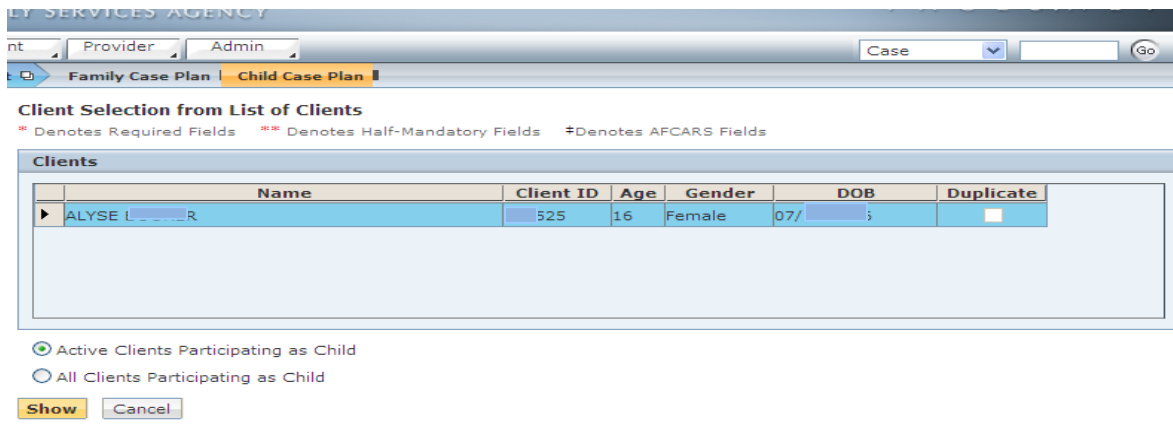 LY SERVICES AGENCY
nt Provider Admin Case Go
t Family Case Plan Child Case Plan
Client Selection from List of Clients
* Denotes Required Fields ** Denotes Half-Mandatory Fields ‡Denotes AFCARS Fields
Clients
Name Client ID Age Gender DOB Duplicate
ALYSE 525 16 Female 07/
Active Clients Participating as Child
All Clients Participating as Child
Show Cancel